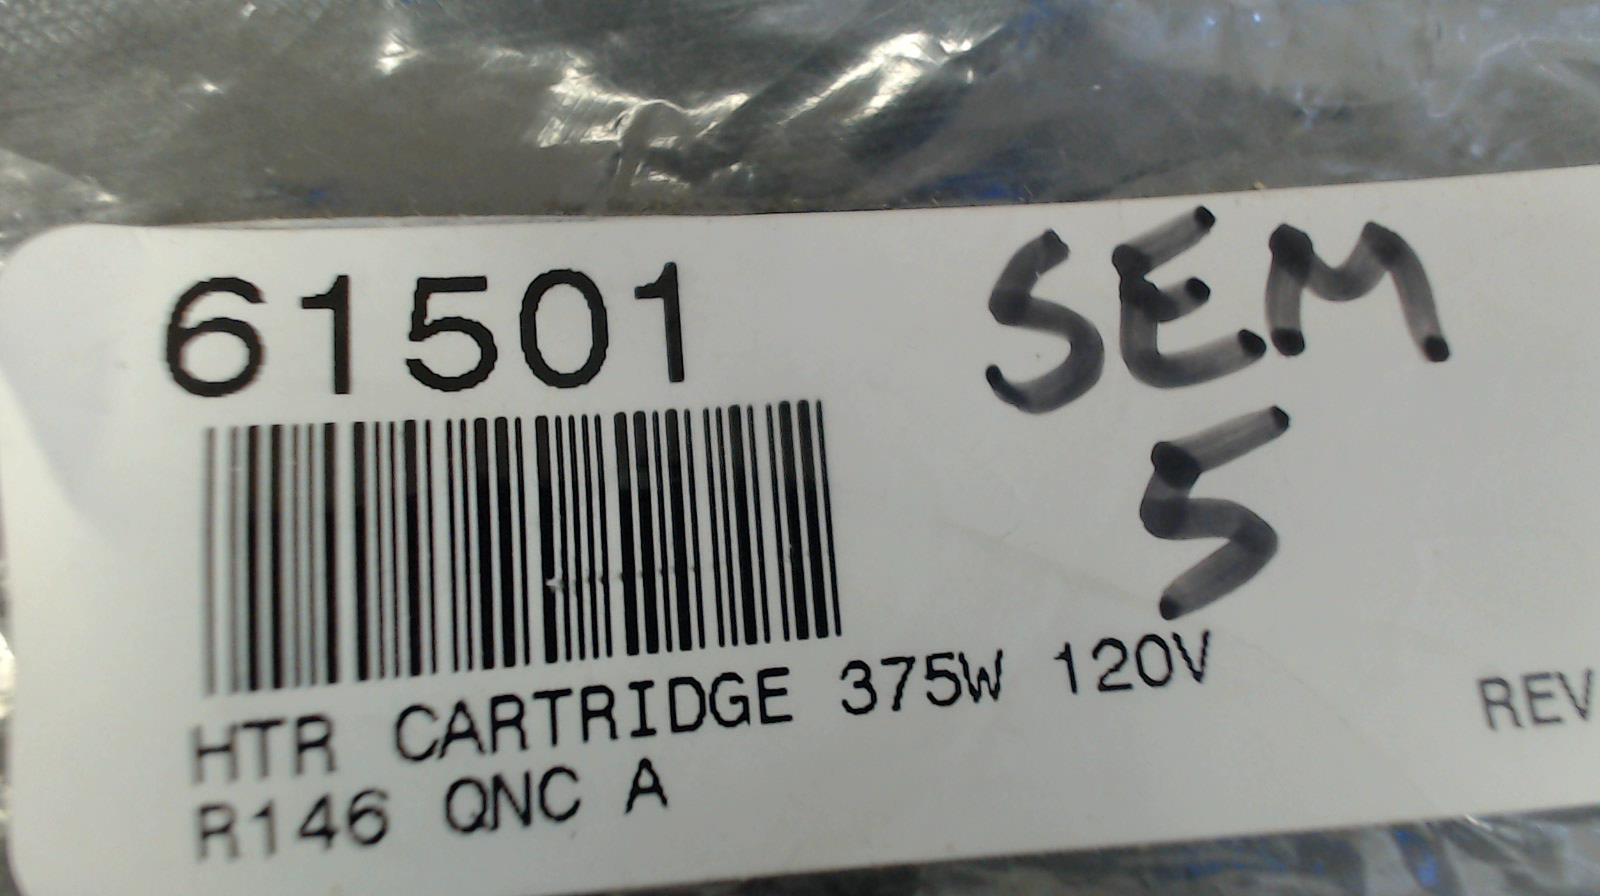 61501
SEM
5
HTR CARTRIDGE 375W 120V
REV
R146 QNC A